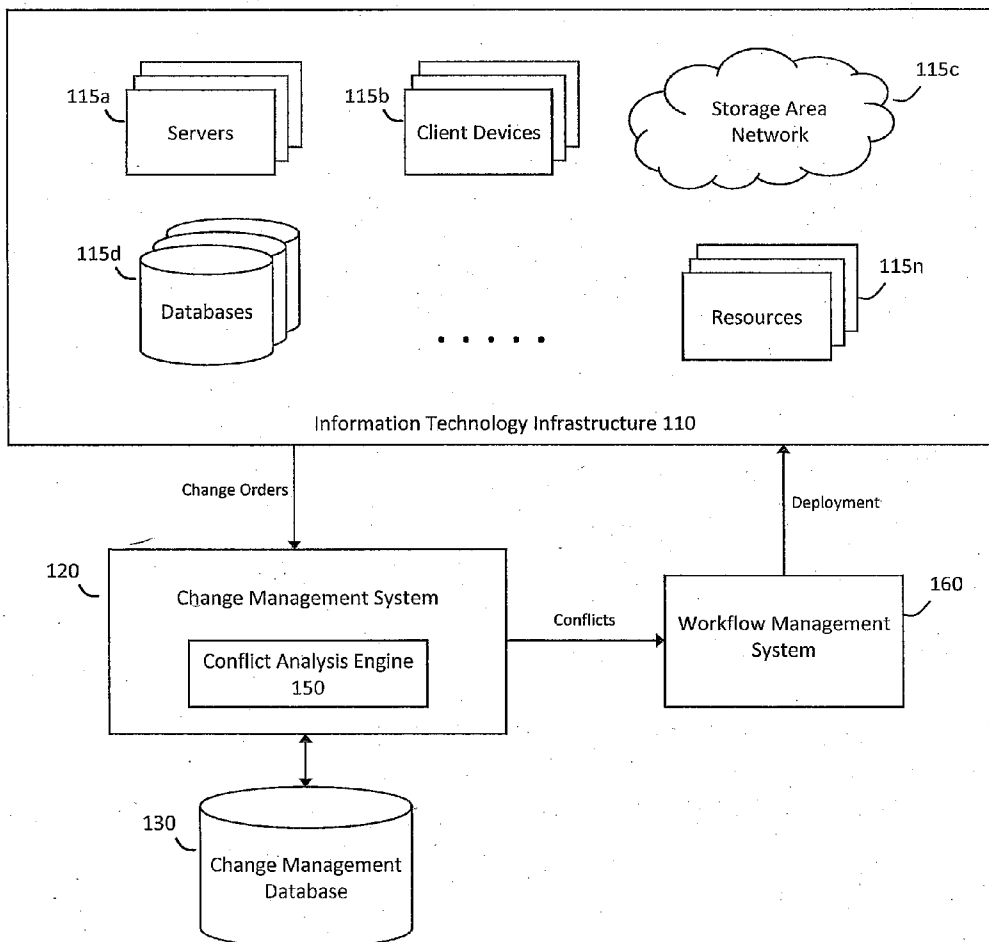 115a
Servers
115b
Client Devices
115c
Storage Area
Network
115d
Databases
. . . . .
115n
Resources
Information Technology Infrastructure 110
Change Orders
Deployment
120
Change Management System
Conflict Analysis Engine
150
Conflicts
160
Workflow Management
System
130
Change Management
Database